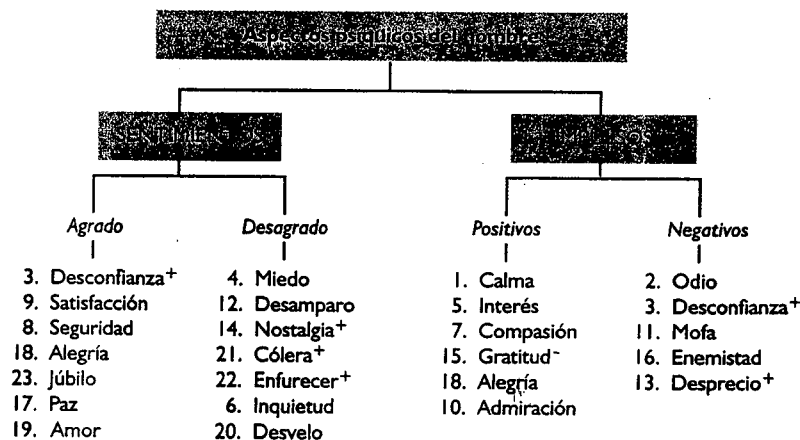 Aspectos psíquicos del hombre
SENTIMIENTOS
IMPULSOS
Agrado
3. Desconfianza+
9. Satisfacción
8. Seguridad
18. Alegría
23. Júbilo
17. Paz
19. Amor
Desagrado
4. Miedo
12. Desamparo
14. Nostalgia+
21. Cólera+
22. Enfurecer+
6. Inquietud
20. Desvelo
Positivos
1. Calma
5. Interés
7. Compasión
15. Gratitud-
18. Alegría
10. Admiración
Negativos
2. Odio
3. Desconfianza+
11. Mofa
16. Enemistad
13. Desprecio+